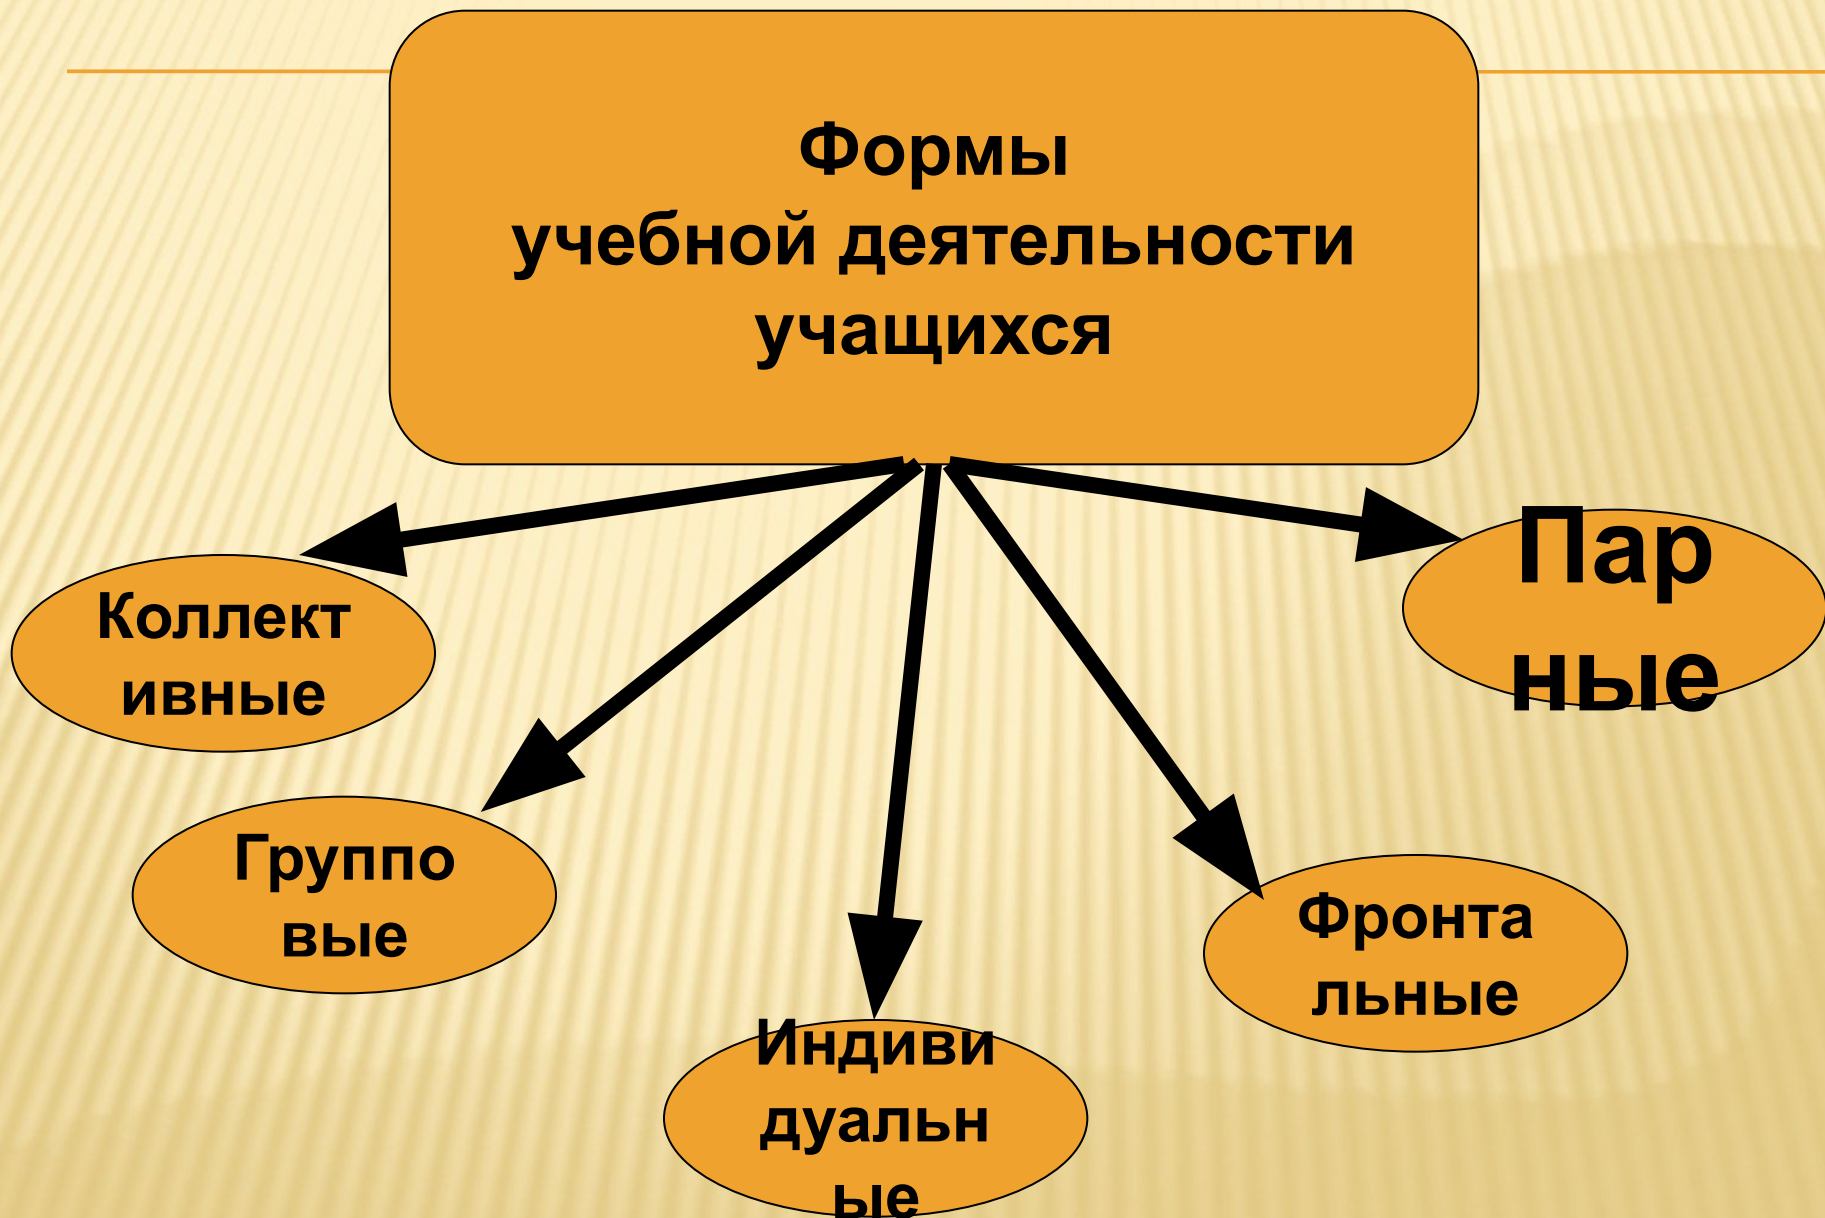 Формы
учебной деятельности
учащихся
Коллект
ивные
Группо
вые
Индиви
дуальн
ые
Фронта
льные
Пар
ные